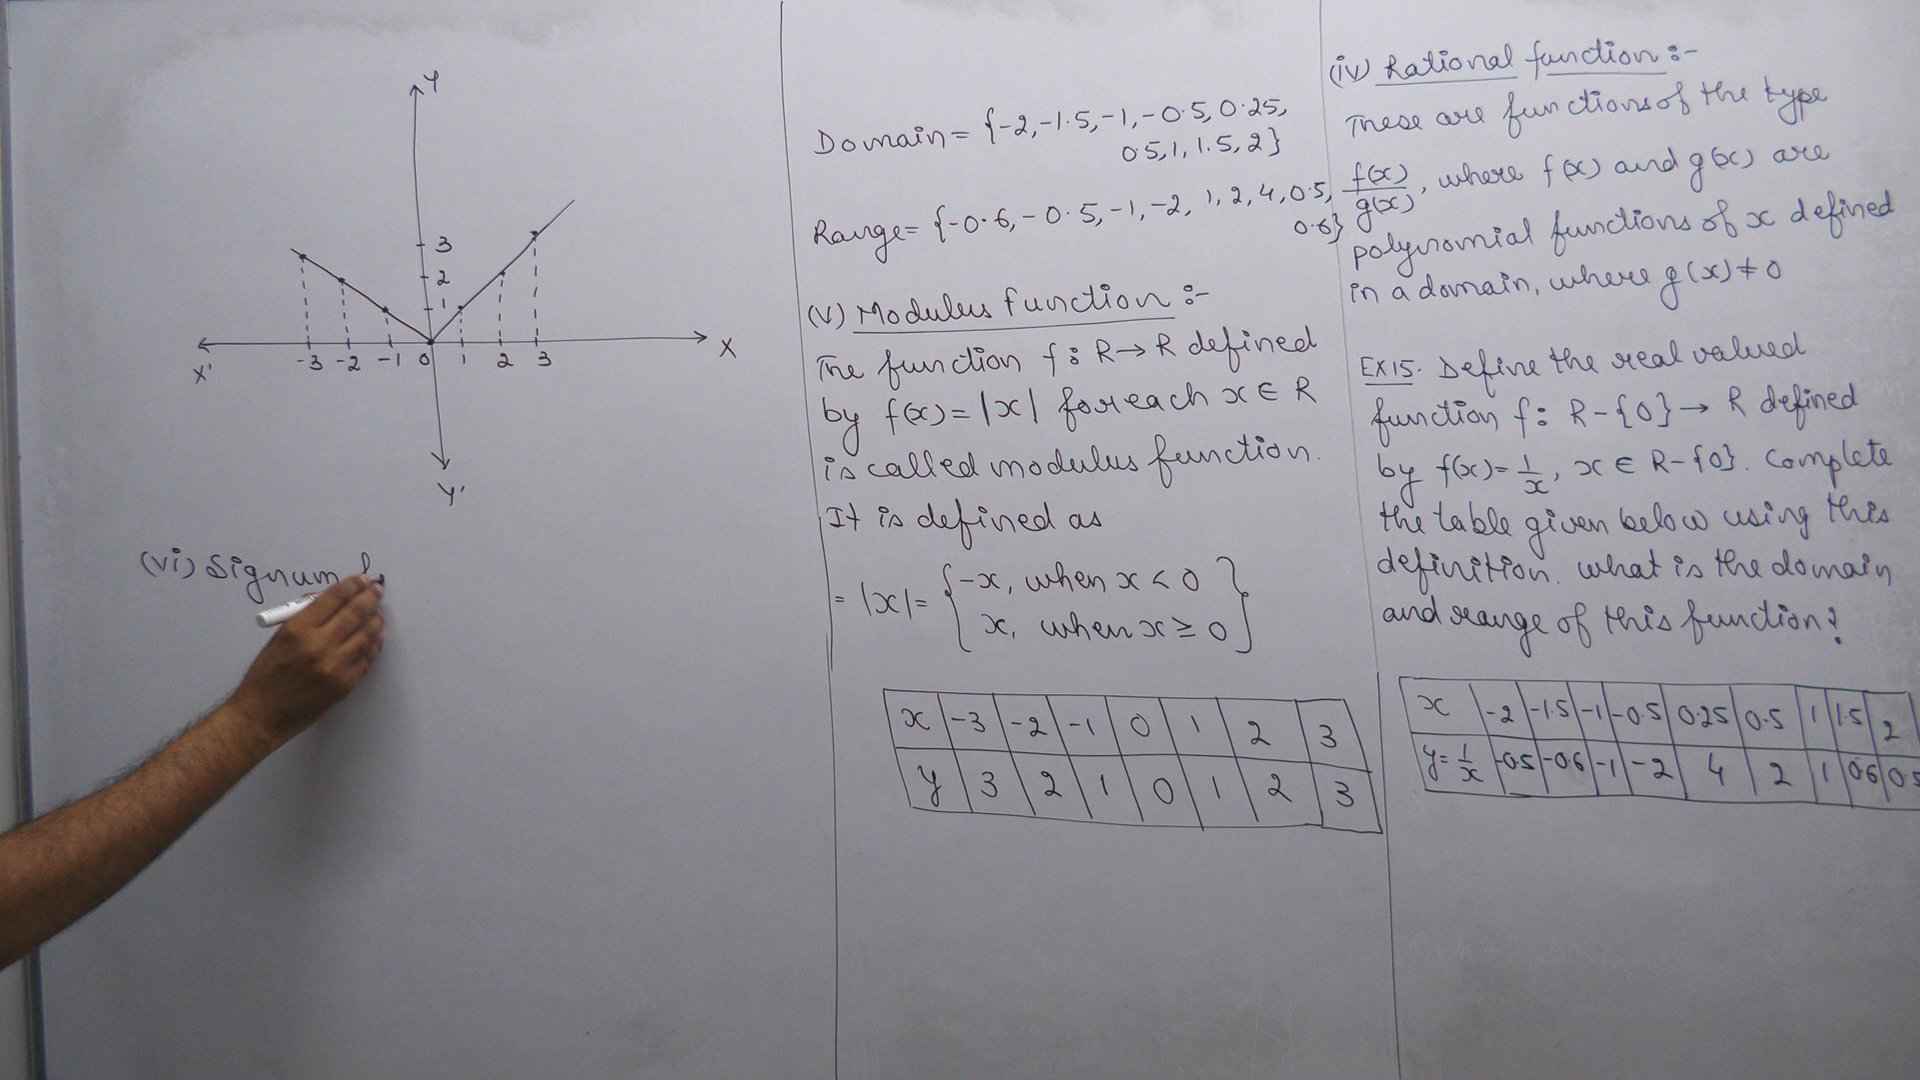 Y
3
2
1
X' -3 -2 -1 0 1 2 3 X
Y'
(vi) Signum
Domain = {-2, -1.5, -1, -0.5, 0.25,
0.5, 1, 1.5, 2}
Range = {-0.6, -0.5, -1, -2, 1, 2, 4, 0.5,
0.6}
(v) Modulus function :-
The function f: R→R defined
by f(x) = |x| for each x ∈ R
is called modulus function.
It is defined as
= |x| = {-x, when x < 0
x, when x ≥ 0}
x -3 -2 -1 0 1 2 3
y 3 2 1 0 1 2 3
(iv) Rational function :-
These are functions of the type
f(x)/g(x), where f(x) and g(x) are
polynomial functions of x defined
in a domain, where g(x) ≠ 0
EX15. Define the real valued
function f: R-{0} → R defined
by f(x) = 1/x, x ∈ R-{0}. Complete
the table given below using this
definition. What is the domain
and range of this function?
x -2 -1.5 -1 -0.5 0.25 0.5 1 1.5 2
y = 1/x -0.5 -0.6 -1 -2 4 2 1 0.6 0.5